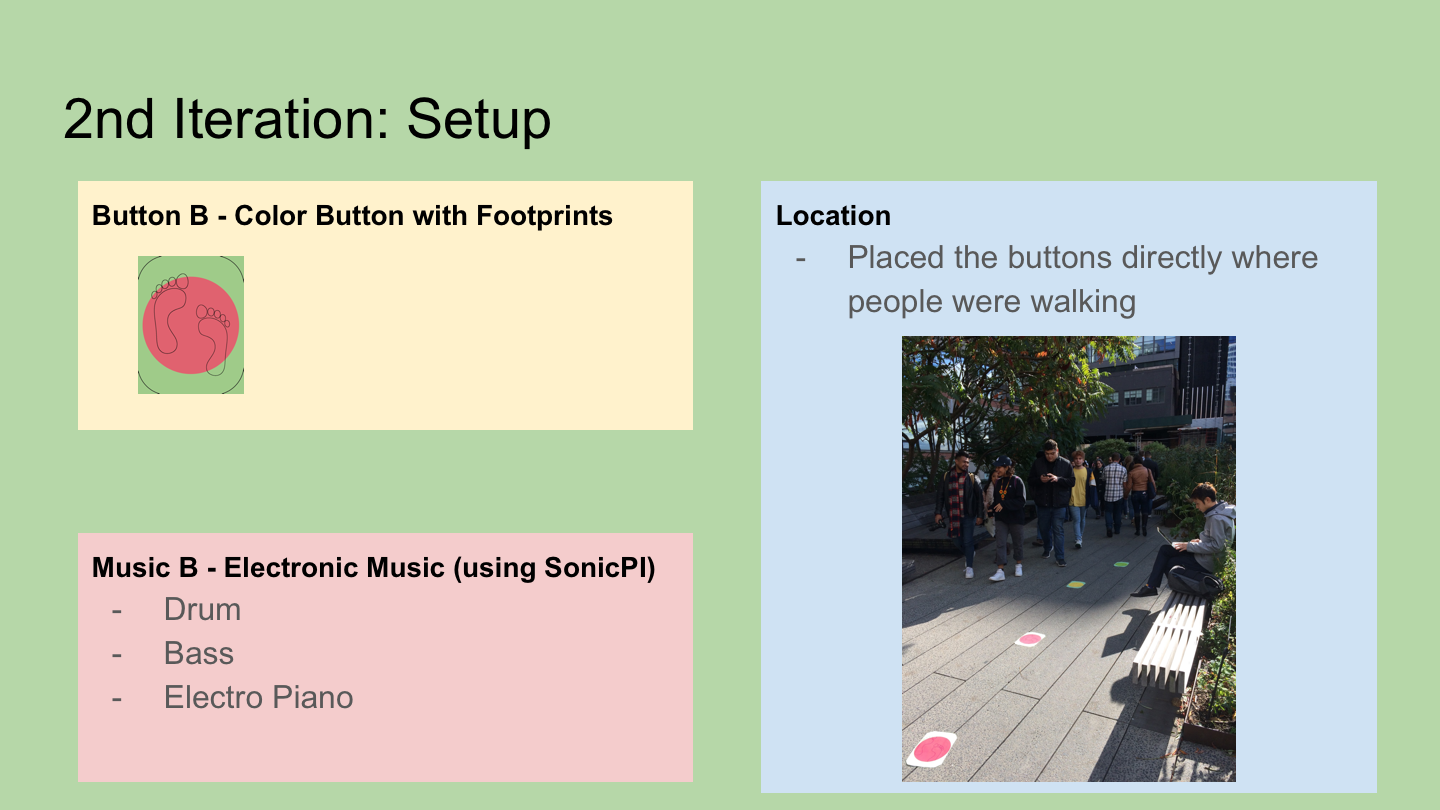 2nd Iteration: Setup
Button B - Color Button with Footprints
Music B - Electronic Music (using SonicPI)
- Drum
- Bass
- Electro Piano
Location
- Placed the buttons directly where
people were walking